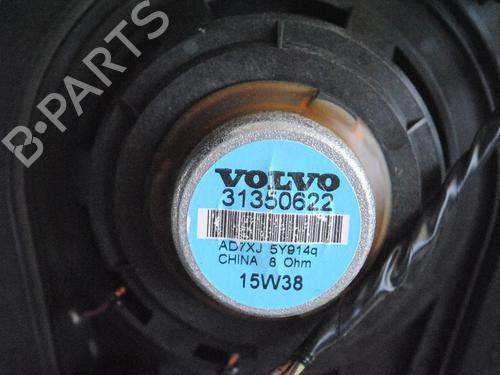 B-PARTS
VOLVO
31350622
AD7XJ 5Y914q
CHINA 8 Ohm
15W38